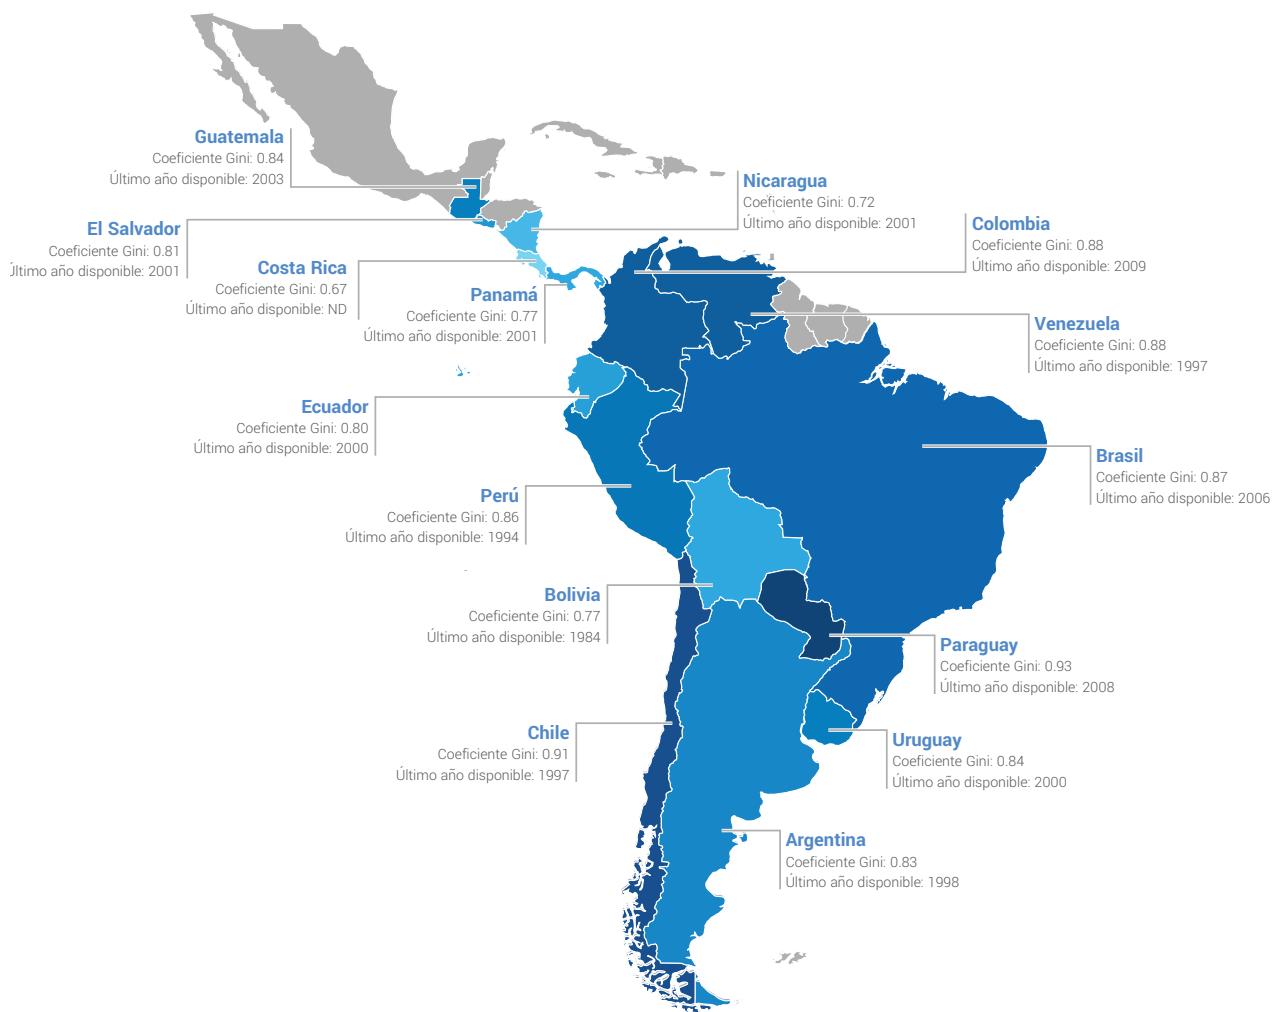 Guatemala
Coeficiente Gini: 0.84
Último año disponible: 2003
Nicaragua
Coeficiente Gini: 0.72
Último año disponible: 2001
El Salvador
Coeficiente Gini: 0.81
Último año disponible: 2001
Colombia
Coeficiente Gini: 0.88
Último año disponible: 2009
Costa Rica
Coeficiente Gini: 0.67
Último año disponible: ND
Panamá
Coeficiente Gini: 0.77
Último año disponible: 2001
Venezuela
Coeficiente Gini: 0.88
Último año disponible: 1997
Ecuador
Coeficiente Gini: 0.80
Último año disponible: 2000
Brasil
Coeficiente Gini: 0.87
Último año disponible: 2006
Perú
Coeficiente Gini: 0.86
Último año disponible: 1994
Bolivia
Coeficiente Gini: 0.77
Último año disponible: 1984
Paraguay
Coeficiente Gini: 0.93
Último año disponible: 2008
Chile
Coeficiente Gini: 0.91
Último año disponible: 1997
Uruguay
Coeficiente Gini: 0.84
Último año disponible: 2000
Argentina
Coeficiente Gini: 0.83
Último año disponible: 1998